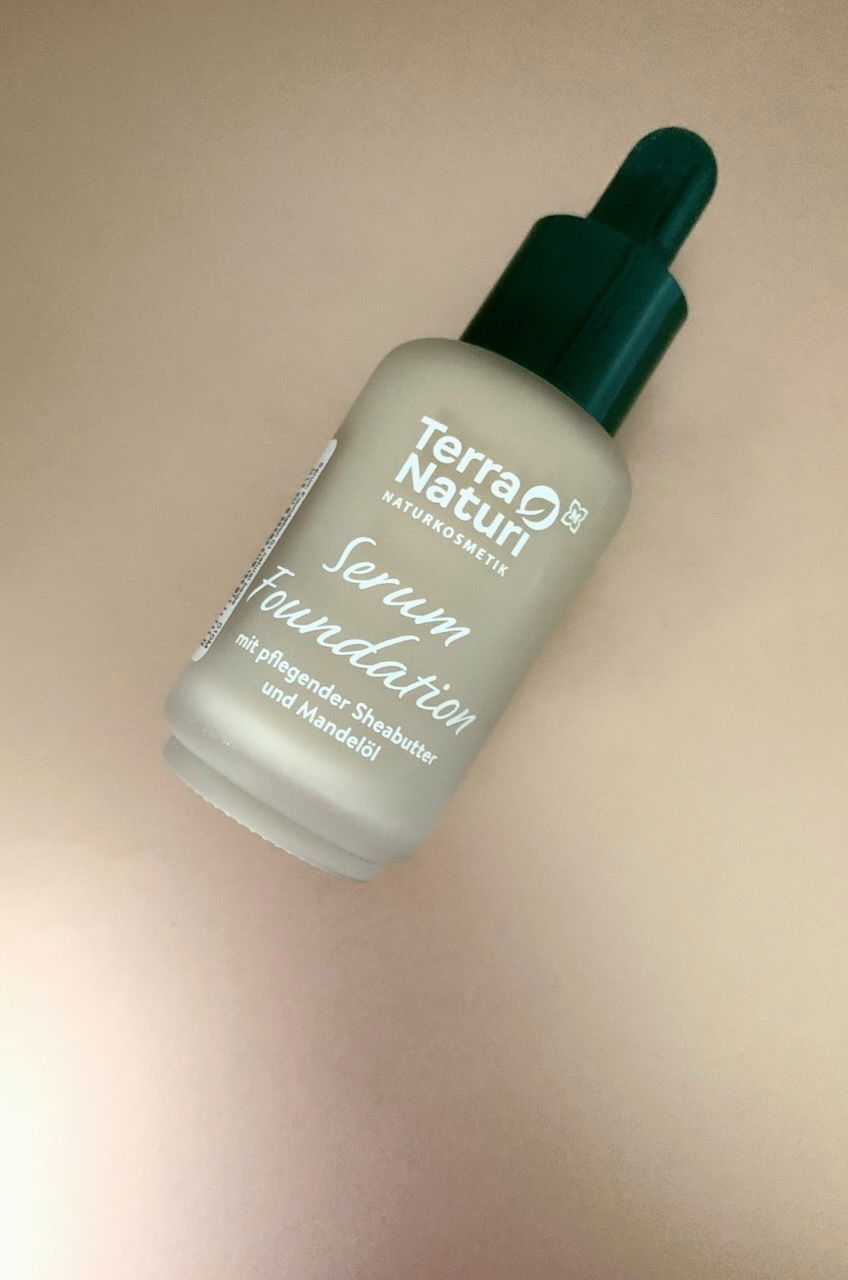 Terra
Naturi
NATURKOSMETIK
Serum
Foundation
mit pflegender Sheabutter
und Mandelöl